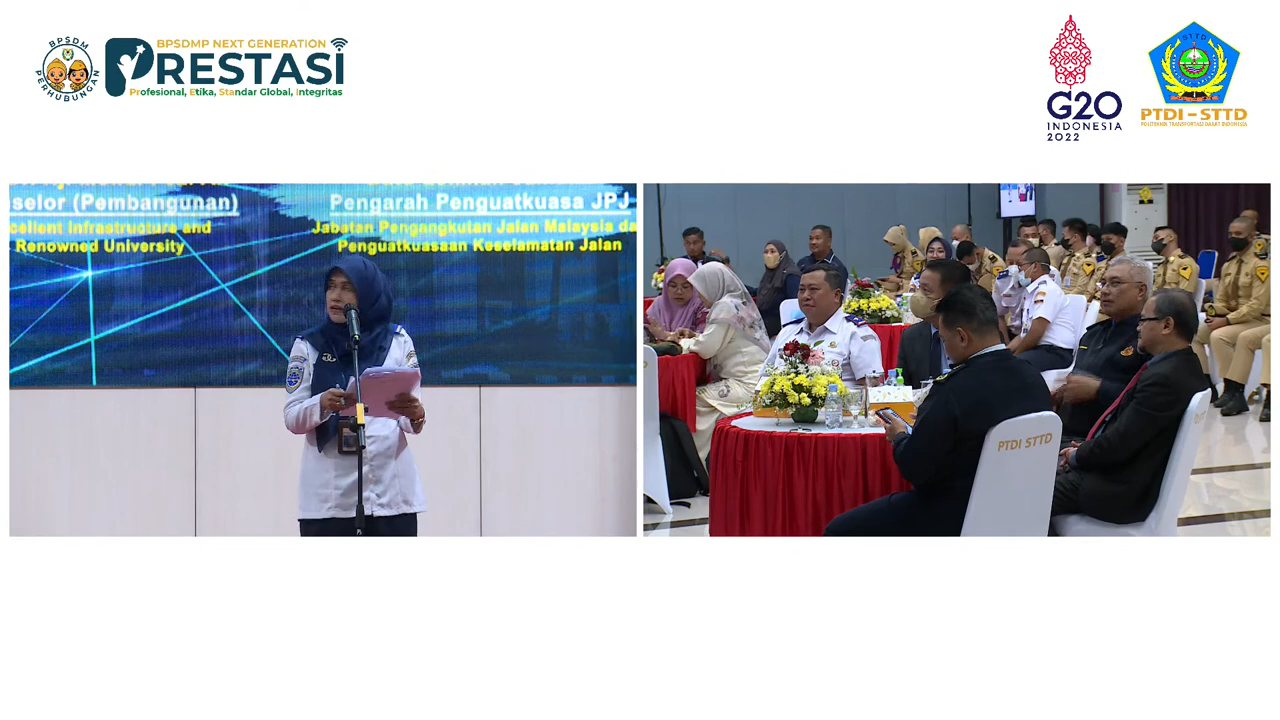 BPSDM
PERHUBUNGAN
BPSDMP NEXT GENERATION
PRESTASI
Profesional, Etika, Standar Global, Integritas
G20
INDONESIA
2022
STTD
PTDI - STTD
POLITEKNIK TRANSPORTASI DARAT INDONESIA
selor (Pembangunan)
cellent Infrastructure and
Renowned University
Pengarah Penguatkuasa JPJ
Jabatan Pengangkutan Jalan Malaysia da
Penguatkuasaan Keselamatan Jalan
PTDI STTD